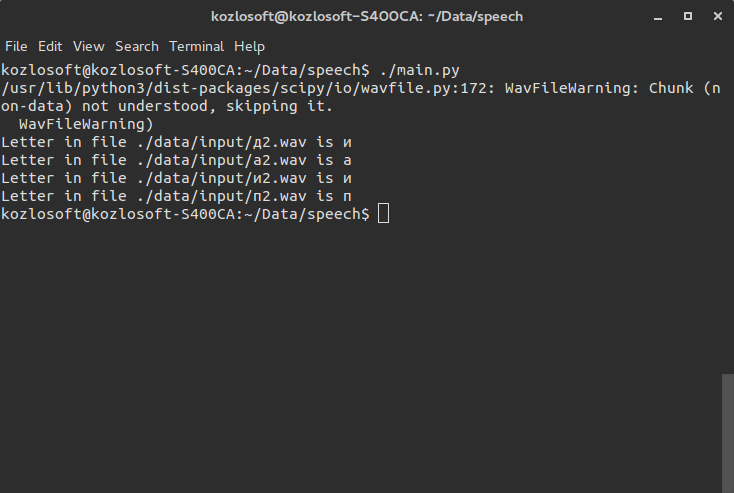 kozlosoft@kozlosoft-S400CA: ~/Data/speech
File Edit View Search Terminal Help
kozlosoft@kozlosoft-S400CA:~/Data/speech$ ./main.py
/usr/lib/python3/dist-packages/scipy/io/wavfile.py:172: WavFileWarning: Chunk (n
on-data) not understood, skipping it.
  WavFileWarning)
Letter in file ./data/input/д2.wav is и
Letter in file ./data/input/а2.wav is а
Letter in file ./data/input/и2.wav is и
Letter in file ./data/input/п2.wav is п
kozlosoft@kozlosoft-S400CA:~/Data/speech$